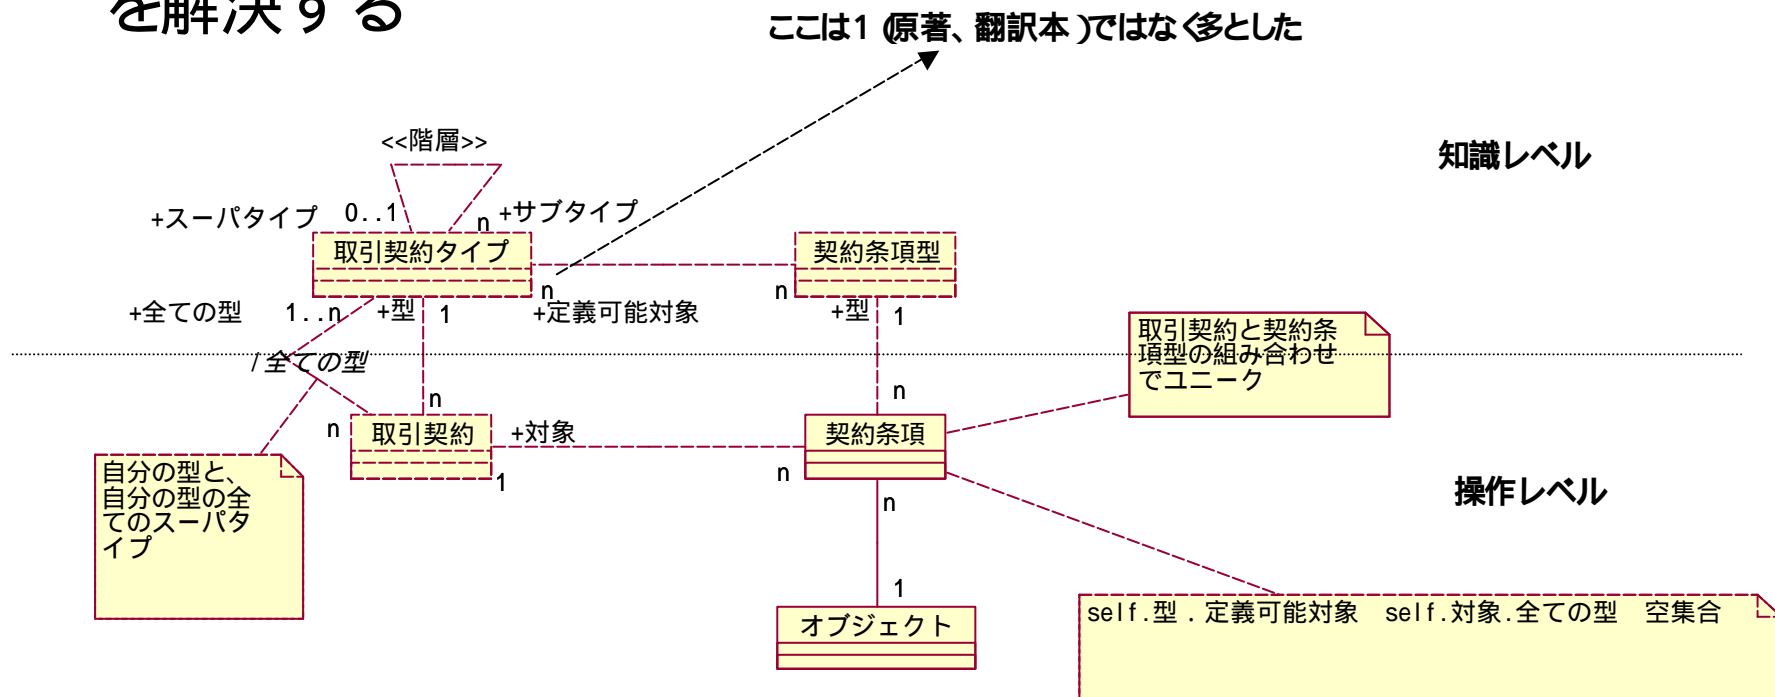 を解決する
ここは1(原著、翻訳本)ではなく多とした
<<階層>>
知識レベル
+スーパタイプ 0..1 n +サブタイプ
取引契約タイプ
契約条項型
n n
+全ての型 1..n +型 1 +定義可能対象 +型 1
取引契約と契約条
項型の組み合わせ
でユニーク
/全ての型
n n
n 取引契約 +対象 契約条項
1 n
自分の型と、
自分の型の全
てのスーパタ
イプ
操作レベル
n
1
オブジェクト
self.型.定義可能対象 self.対象.全ての型 空集合